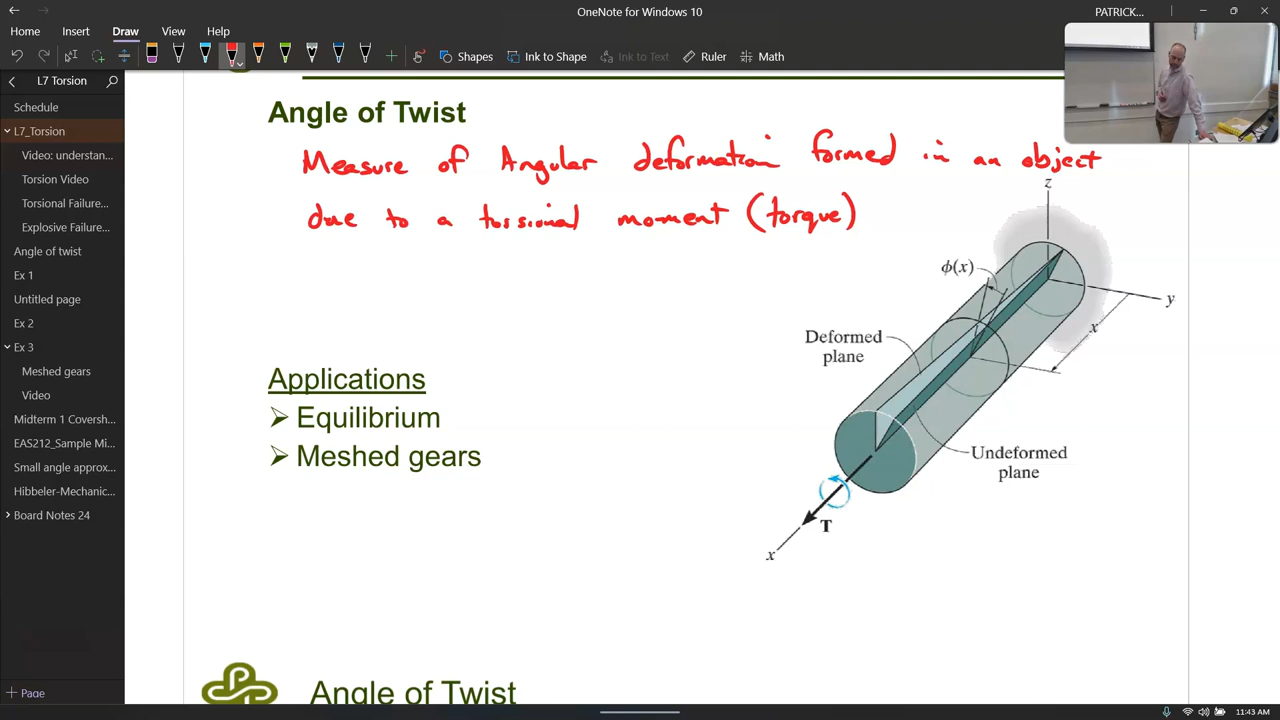 OneNote for Windows 10
PATRICK...
Home
Insert
Draw
View
Help
Shapes
Ink to Shape
Ink to Text
Ruler
Math
L7 Torsion
Schedule
L7_Torsion
Video: understan...
Torsion Video
Torsional Failure...
Explosive fracture...
Angle of twist
Ex 1
Untitled page
Ex 2
Ex 3
Meshed gears
Video
Midterm 1 Coversh...
EAS212_Sample Mi...
Small angle approx...
Hibbeler-Mechanic...
Board Notes 24
Page
Angle of Twist
Measure of Angular deformation formed in an object
due to a torsional moment (torque)
z
ϕ(x)
y
x
Deformed
plane
Undeformed
plane
T
x
Applications
➢ Equilibrium
➢ Meshed gears
Angle of Twist
11:43 AM